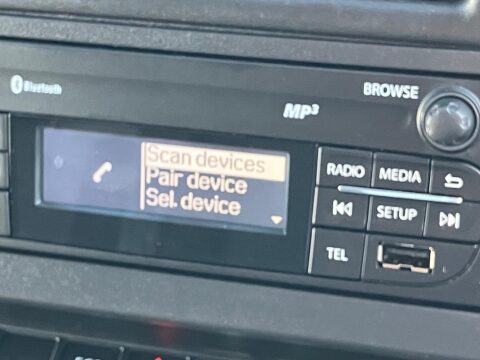 Bluetooth
BROWSE
MP3
Scan devices
Pair device
Sel. device
RADIO
MEDIA
SETUP
TEL